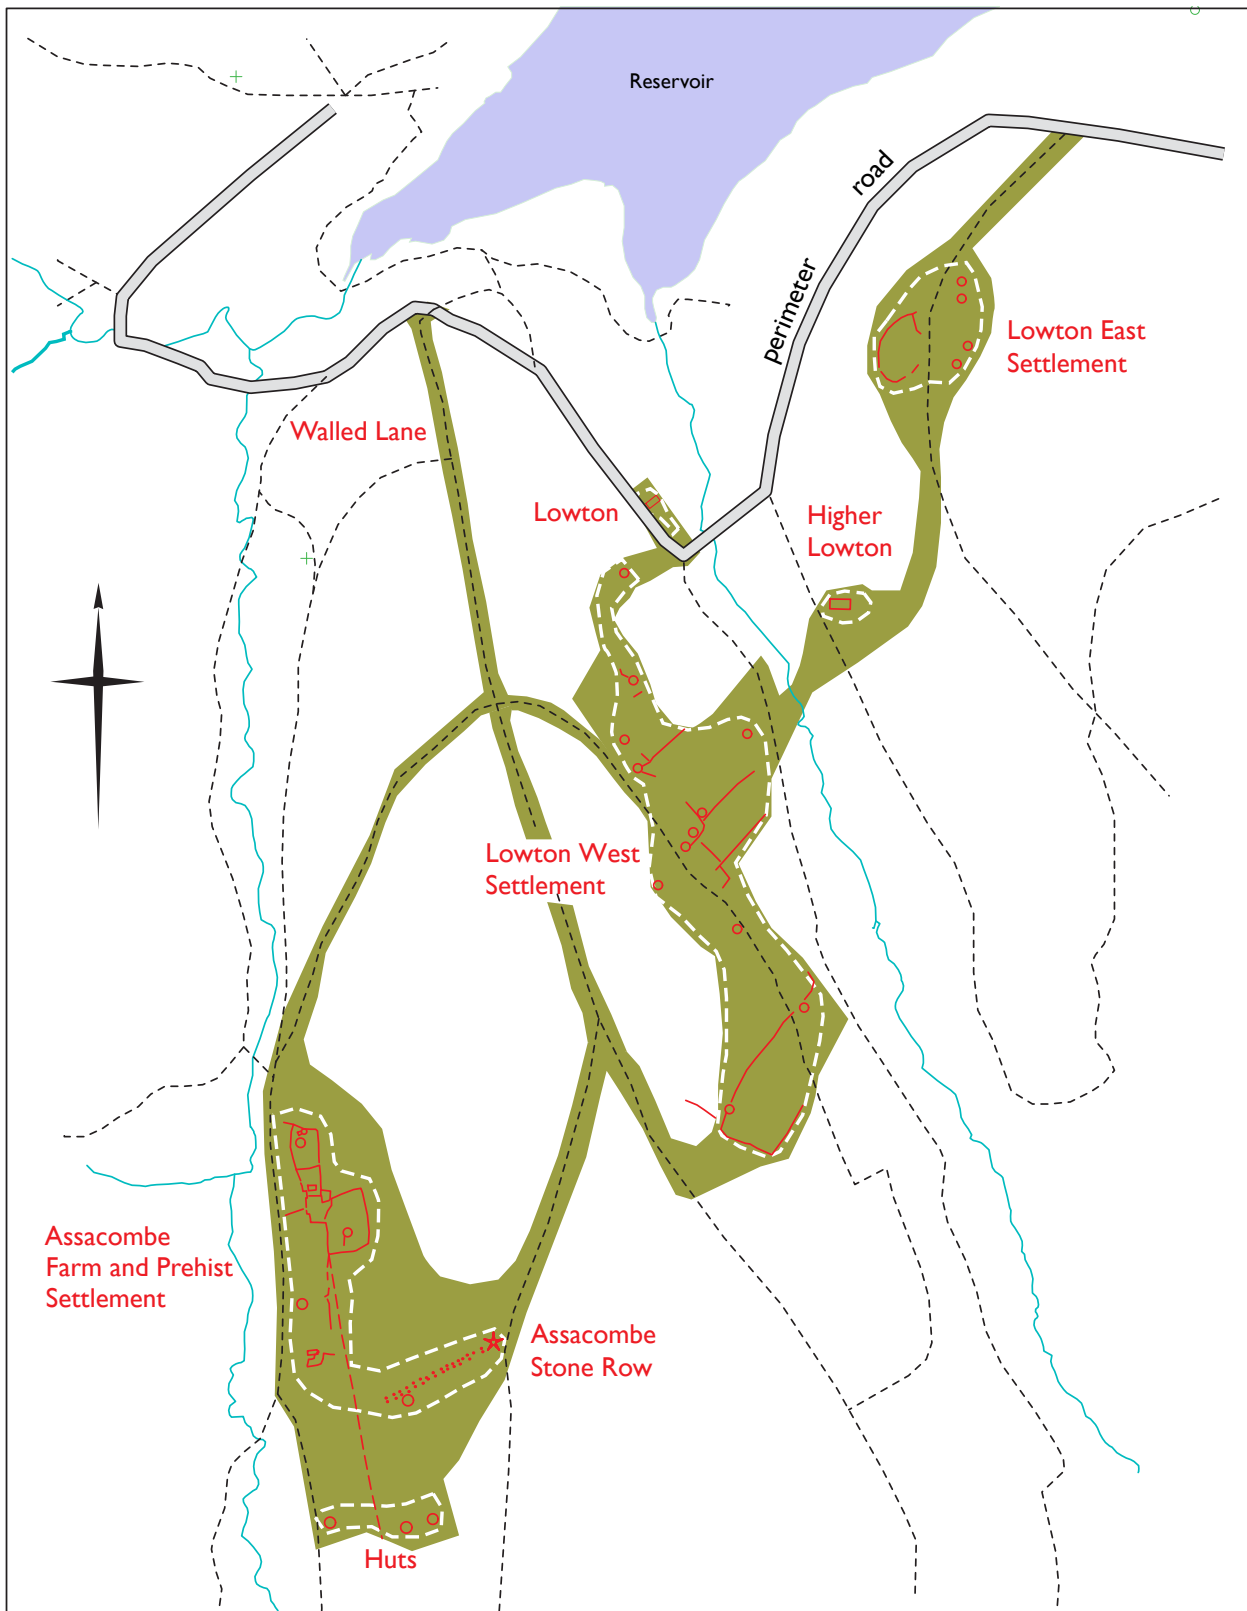 Reservoir
road
perimeter
Lowton East
Settlement
Walled Lane
Lowton
Higher
Lowton
Lowton West
Settlement
Assacombe
Farm and Prehist
Settlement
Assacombe
Stone Row
Huts